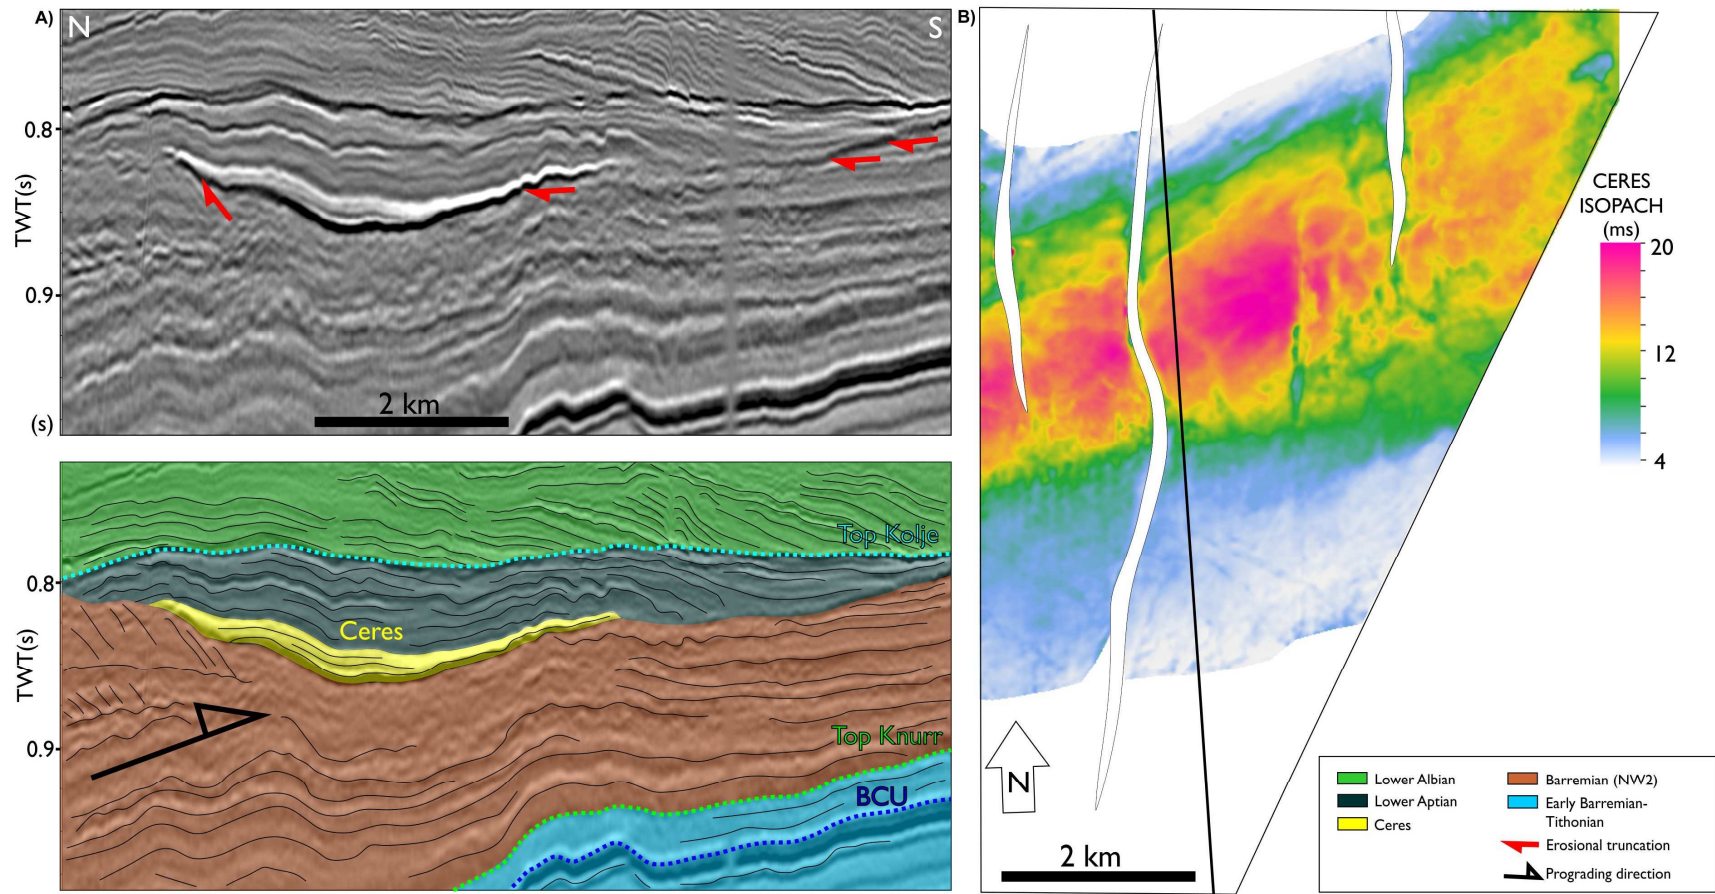 A)
N
S
TWT(s)
0.8
0.9
(s)
2 km
Top Kolje
0.8
Ceres
TWT(s)
0.9
Top Knurr
BCU
B)
CERES
ISOPACH
(ms)
20
12
4
N
2 km
Lower Albian
Lower Aptian
Ceres
Barremian (NW2)
Early Barremian-
Tithonian
Erosional truncation
Prograding direction